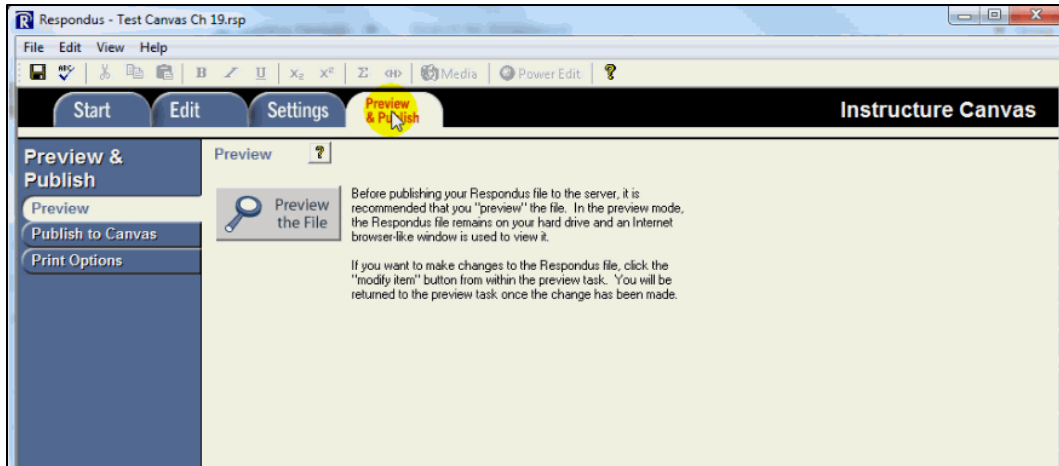 Respondus - Test Canvas Ch 19.rsp
File Edit View Help
ABC B I U X₂ X² Σ Media Power Edit ?
Start Edit Settings Preview & Publish Instructure Canvas
Preview & Publish
Preview
Publish to Canvas
Print Options
Preview ?
Preview the File
Before publishing your Respondus file to the server, it is
recommended that you "preview" the file. In the preview mode,
the Respondus file remains on your hard drive and an Internet
browser-like window is used to view it.
If you want to make changes to the Respondus file, click the
"modify item" button from within the preview task. You will be
returned to the preview task once the change has been made.